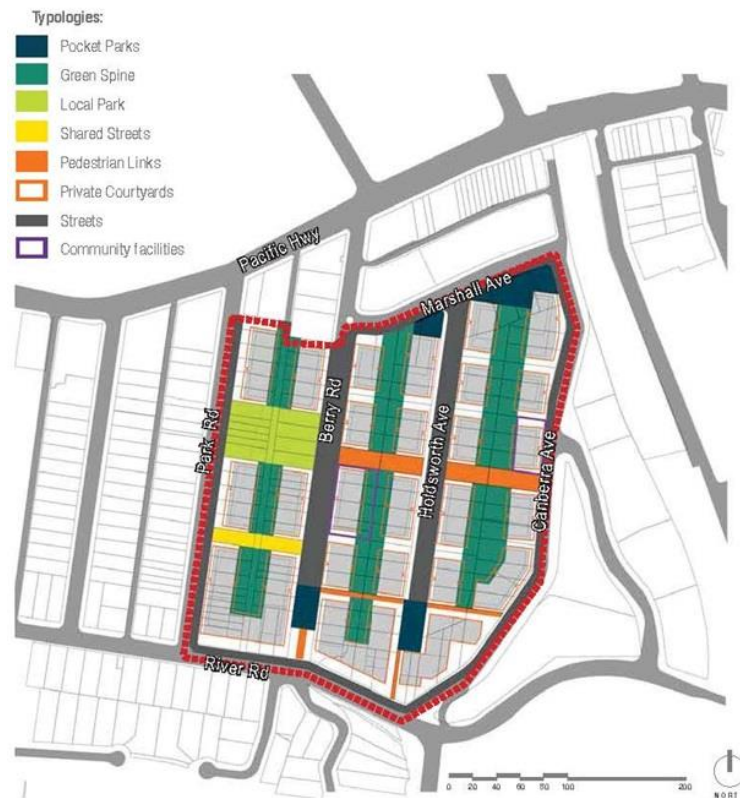 Typologies:
Pocket Parks
Green Spine
Local Park
Shared Streets
Pedestrian Links
Private Courtyards
Streets
Community facilities
Pacific Hwy
Marshall Ave
Berry Rd
Park Rd
Holdsworth Ave
Canberra Ave
River Rd
0 20 40 60 80 100 200
NORT